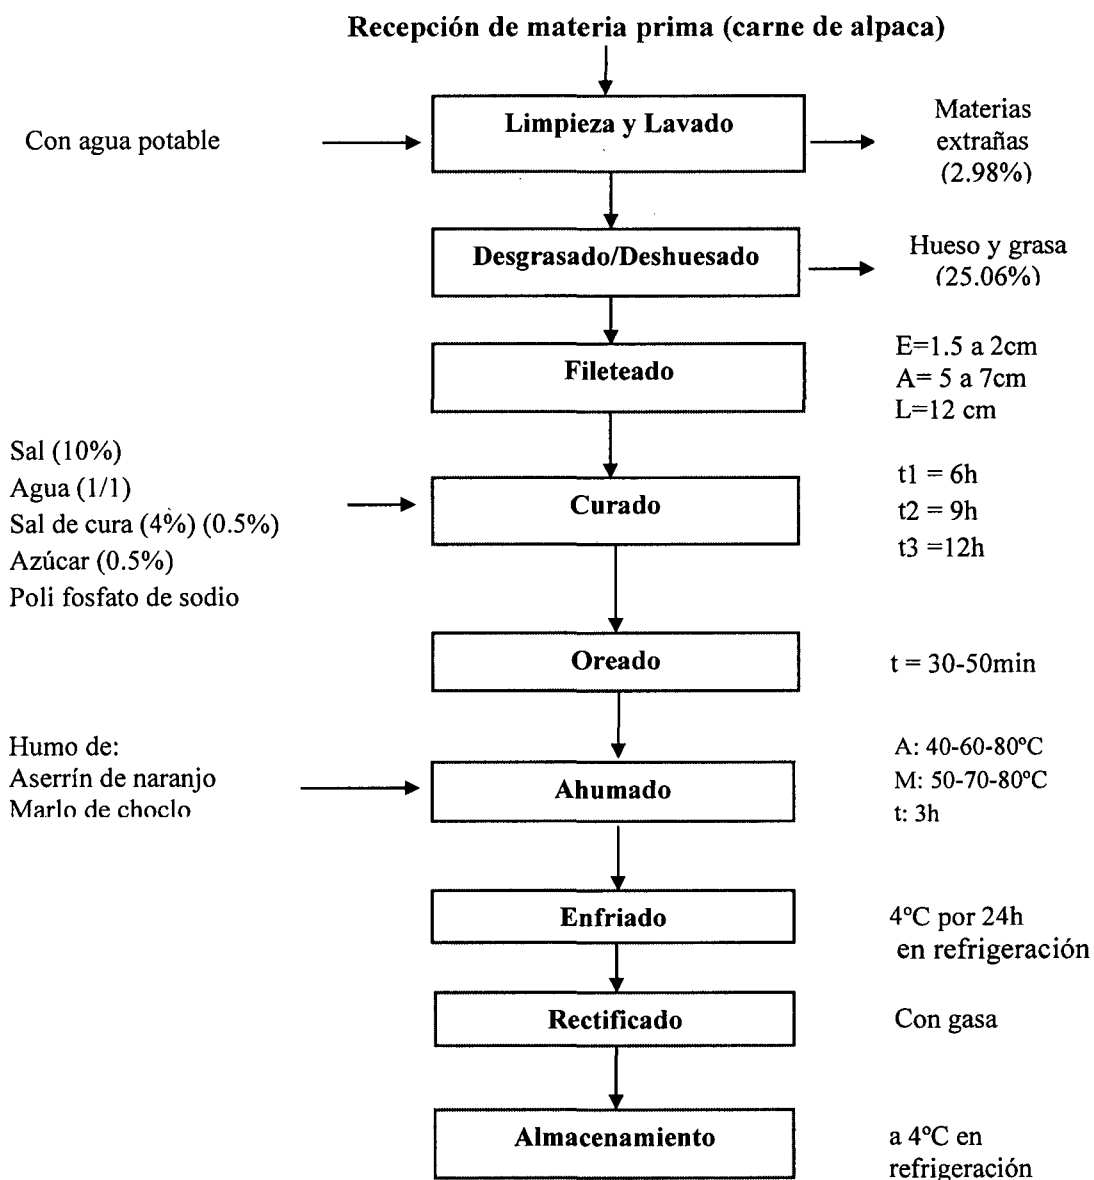 Recepción de materia prima (carne de alpaca)
Con agua potable
Limpieza y Lavado
Materias
extrañas
(2.98%)
Desgrasado/Deshuesado
Hueso y grasa
(25.06%)
Fileteado
E=1.5 a 2cm
A= 5 a 7cm
L=12 cm
Sal (10%)
Agua (1/1)
Sal de cura (4%) (0.5%)
Azúcar (0.5%)
Poli fosfato de sodio
Curado
t1 = 6h
t2 = 9h
t3 =12h
Oreado
t = 30-50min
Humo de:
Aserrín de naranjo
Marlo de choclo
Ahumado
A: 40-60-80ºC
M: 50-70-80ºC
t: 3h
Enfriado
4ºC por 24h
en refrigeración
Rectificado
Con gasa
Almacenamiento
a 4ºC en
refrigeración